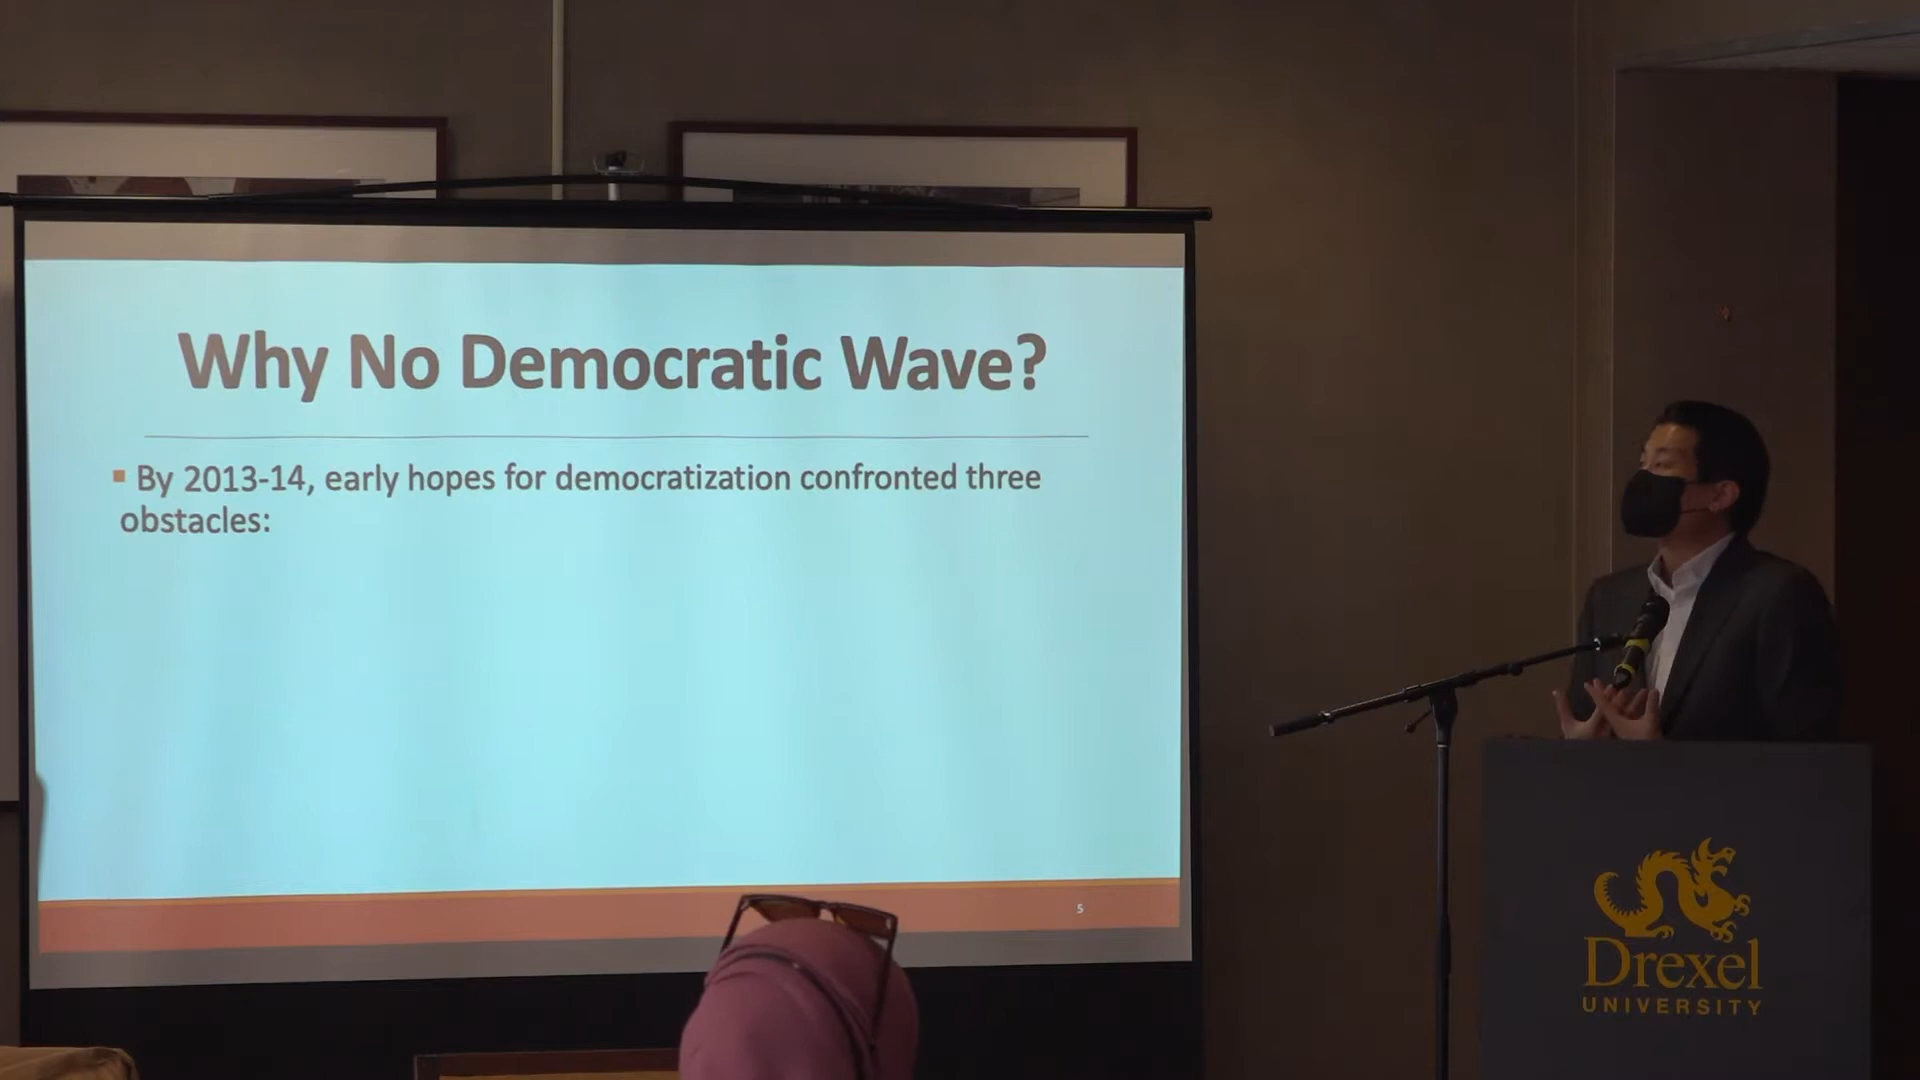 Why No Democratic Wave?
By 2013-14, early hopes for democratization confronted three
obstacles:
5
Drexel
UNIVERSITY